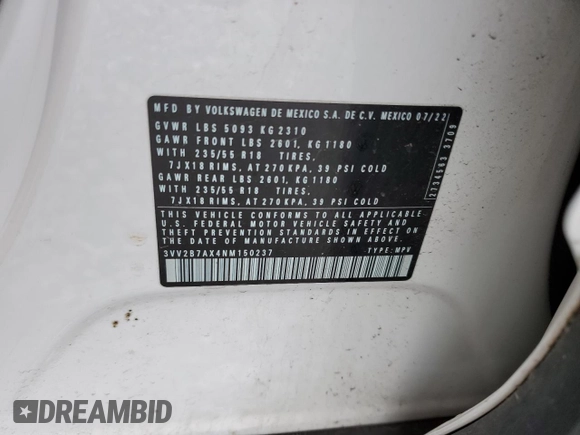 MFD BY VOLKSWAGEN DE MEXICO S.A. DE C.V. MEXICO 07/22
GVWR LBS 5093 KG 2310
GAWR FRONT LBS 2601, KG 1180
WITH 235/55 R18 TIRES,
7JX18 RIMS, AT 270 KPA, 39 PSI COLD
GAWR REAR LBS 2601, KG 1180
WITH 235/55 R18 TIRES,
7JX18 RIMS, AT 270 KPA, 39 PSI COLD
THIS VEHICLE CONFORMS TO ALL APPLICABLE
U.S. FEDERAL MOTOR VEHICLE SAFETY AND
THEFT PREVENTION STANDARDS IN EFFECT ON
THE DATE OF MANUFACTURE SHOWN ABOVE.
3VV2B7AX4NM150237 TYPE: MPV
2734563 3709
DREAMBID